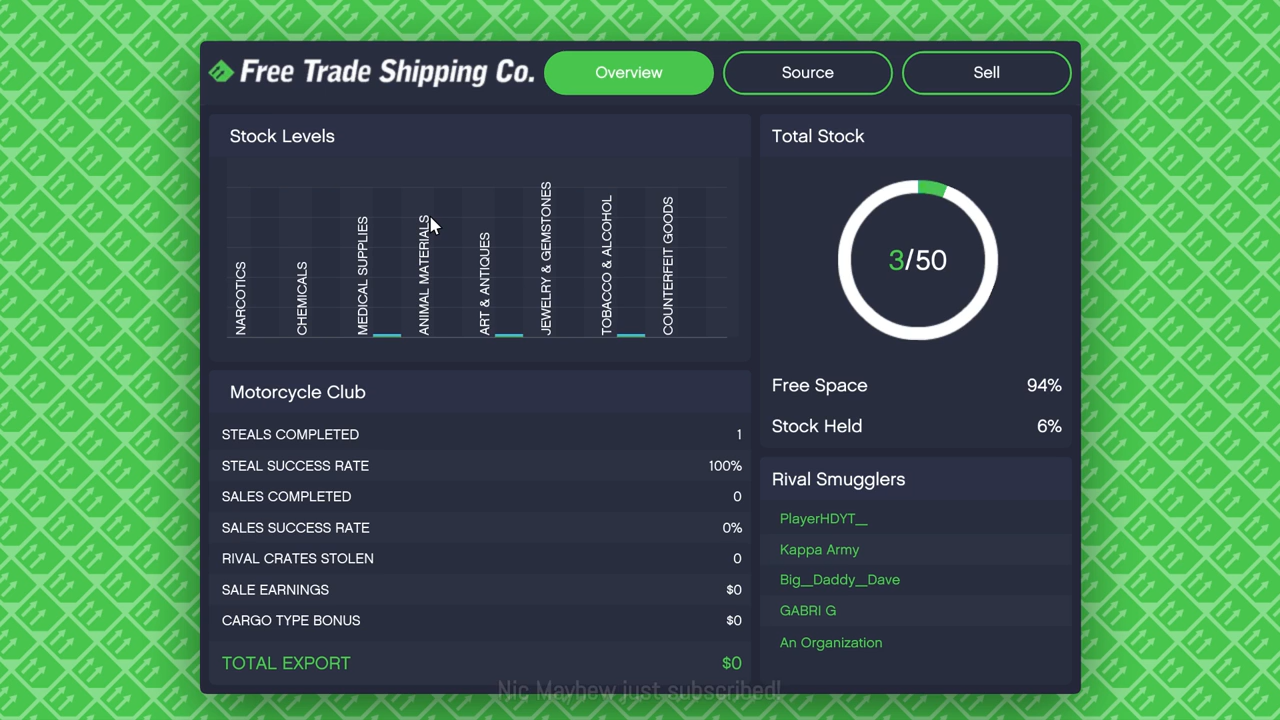 Free Trade Shipping Co.
Overview
Source
Sell
Stock Levels
NARCOTICS
CHEMICALS
MEDICAL SUPPLIES
ANIMAL MATERIALS
ART & ANTIQUES
JEWELRY & GEMSTONES
TOBACCO & ALCOHOL
COUNTERFEIT GOODS
Total Stock
3/50
Free Space 94%
Stock Held 6%
Motorcycle Club
STEALS COMPLETED 1
STEAL SUCCESS RATE 100%
SALES COMPLETED 0
SALES SUCCESS RATE 0%
RIVAL CRATES STOLEN 0
SALE EARNINGS $0
CARGO TYPE BONUS $0
TOTAL EXPORT $0
Rival Smugglers
PlayerHDYT__
Kappa Army
Big__Daddy__Dave
GABRI G
An Organization
Nic Mayhew just subscribed!